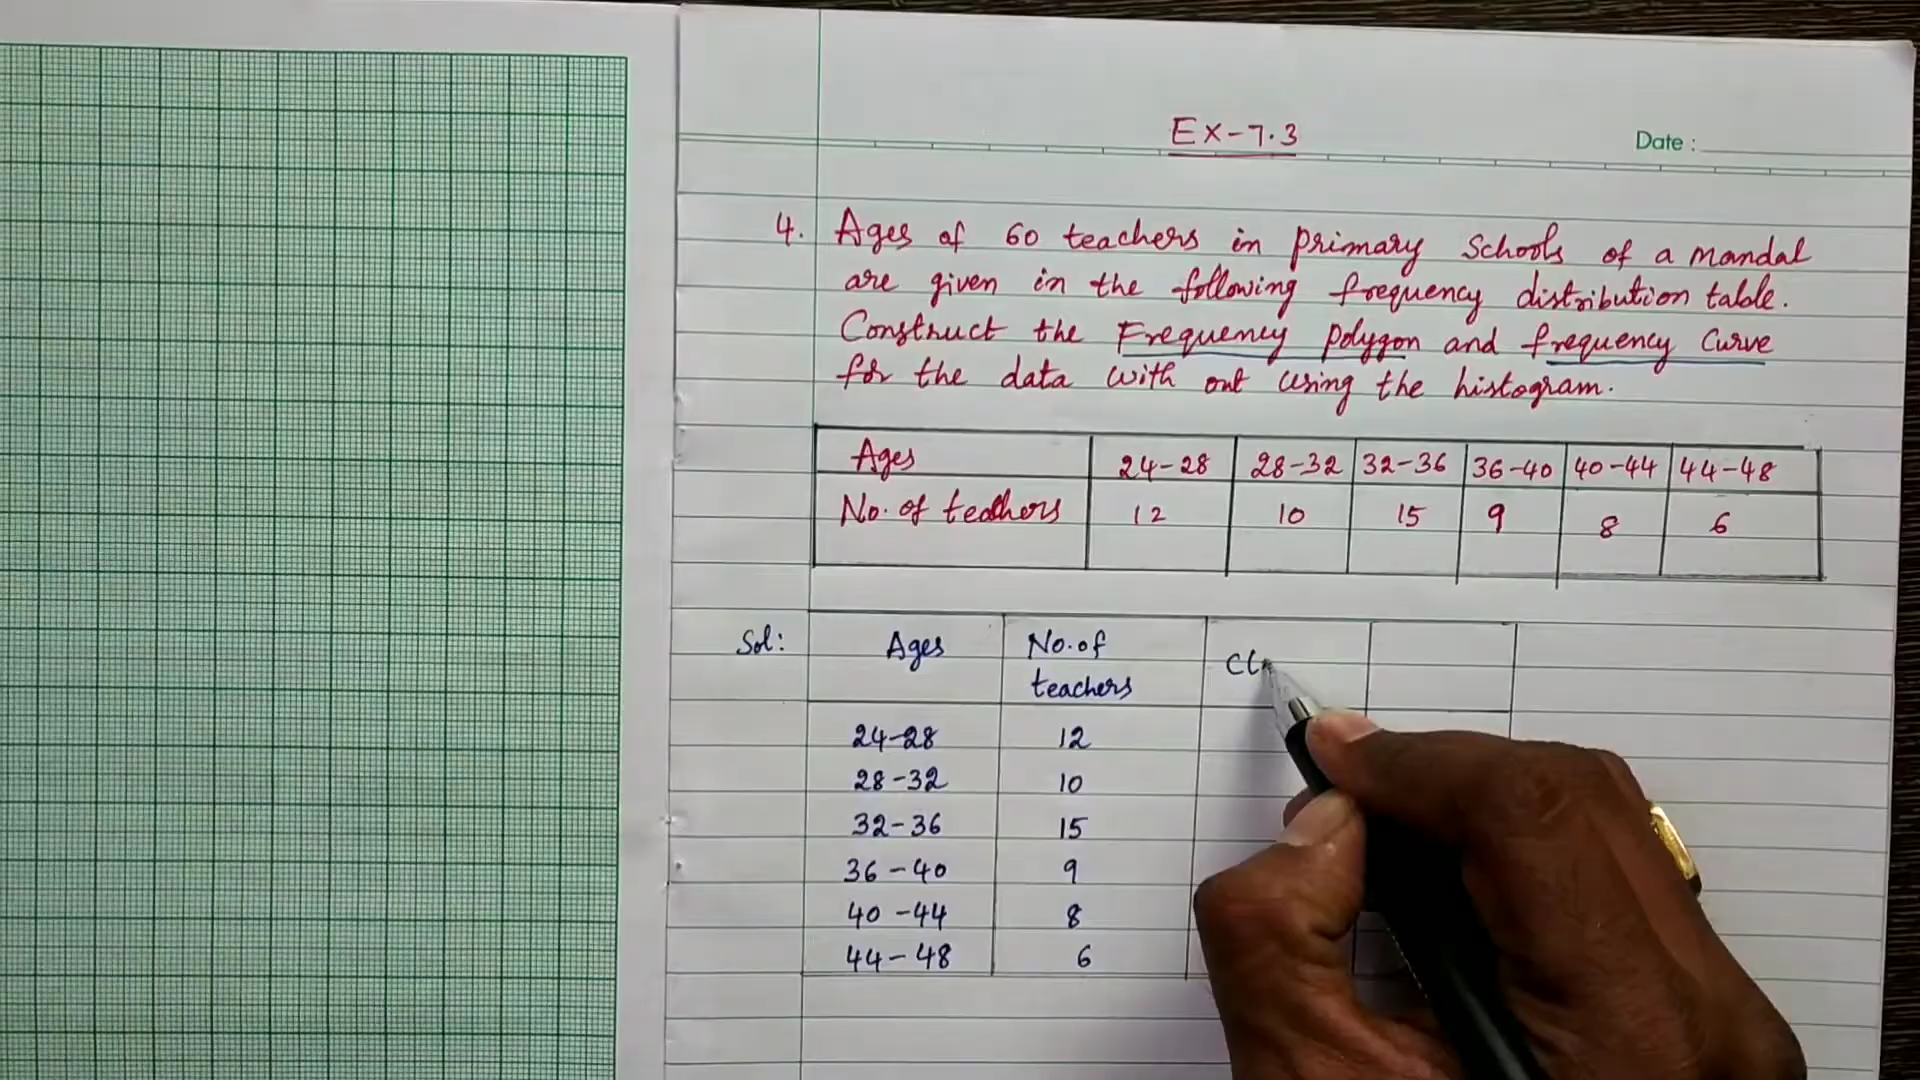 Ex-7.3
Date :
4. Ages of 60 teachers in primary Schools of a mandal
are given in the following frequency distribution table.
Construct the Frequency polygon and frequency Curve
for the data with out using the histogram.
Ages 24-28 28-32 32-36 36-40 40-44 44-48
No. of teachers 12 10 15 9 8 6
Sol: Ages No. of
teachers
24-28 12
28-32 10
32-36 15
36-40 9
40-44 8
44-48 6